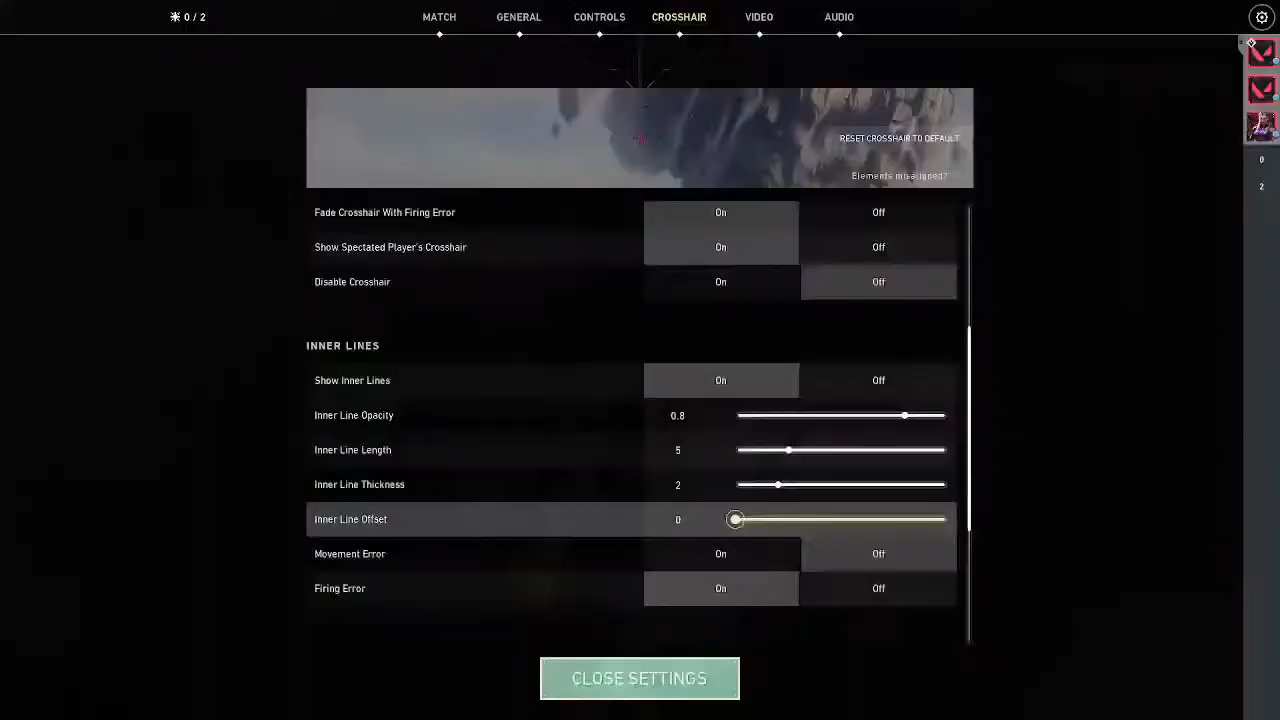 0 / 2
MATCH GENERAL CONTROLS CROSSHAIR VIDEO AUDIO
RESET CROSSHAIR TO DEFAULT
Elements misaligned?
Fade Crosshair With Firing Error On Off
Show Spectated Player's Crosshair On Off
Disable Crosshair On Off
INNER LINES
Show Inner Lines On Off
Inner Line Opacity 0.8
Inner Line Length 5
Inner Line Thickness 2
Inner Line Offset 0
Movement Error On Off
Firing Error On Off
CLOSE SETTINGS
0
2